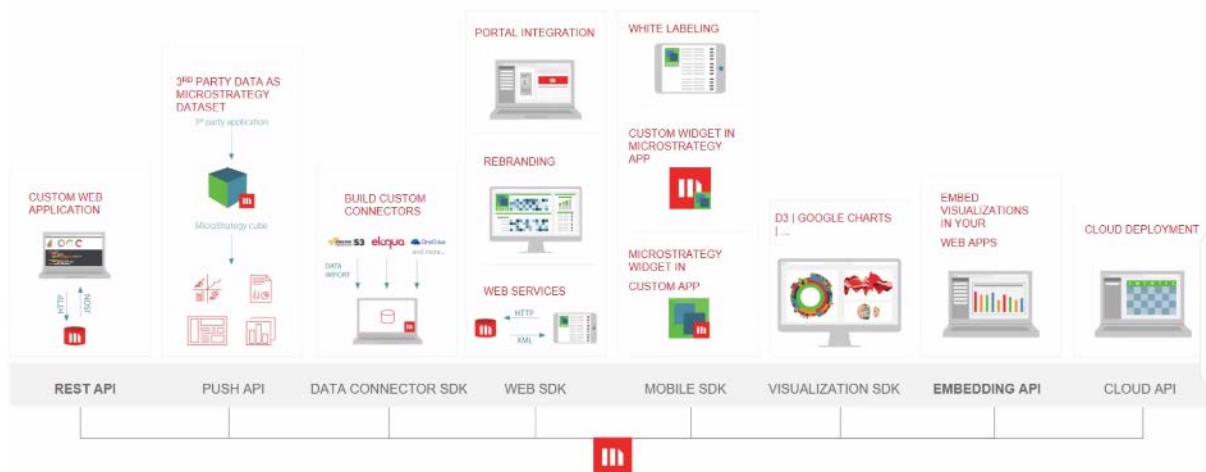 CUSTOM WEB
APPLICATION
HTTP
JSON
REST API
3RD PARTY DATA AS
MICROSTRATEGY
DATASET
3rd party application
MicroStrategy cube
PUSH API
BUILD CUSTOM
CONNECTORS
S3
eloqua
OneDrive
and more...
DATA
IMPORT
DATA CONNECTOR SDK
PORTAL INTEGRATION
REBRANDING
WEB SERVICES
HTTP
XML
WEB SDK
WHITE LABELING
CUSTOM WIDGET IN
MICROSTRATEGY
APP
MICROSTRATEGY
WIDGET IN
CUSTOM APP
MOBILE SDK
D3 | GOOGLE CHARTS
| ...
VISUALIZATION SDK
EMBED
VISUALIZATIONS
IN YOUR
WEB APPS
EMBEDDING API
CLOUD DEPLOYMENT
CLOUD API